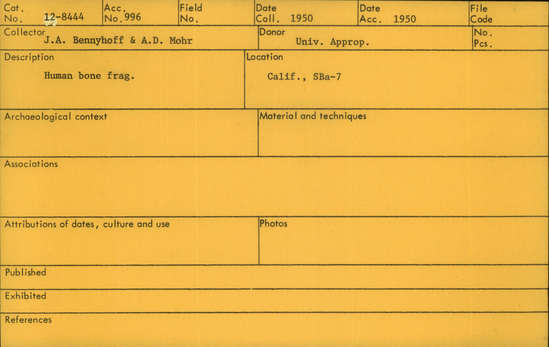 Cat. No. 12-8444 Acc. No. 996 Field No. Date Coll. 1950 Date Acc. 1950 File Code
Collector J.A. Bennyhoff & A.D. Mohr Donor Univ. Approp. No. Pcs.
Description Location
Human bone frag. Calif., SBa-7
Archaeological context Material and techniques
Associations
Attributions of dates, culture and use Photos
Published
Exhibited
References